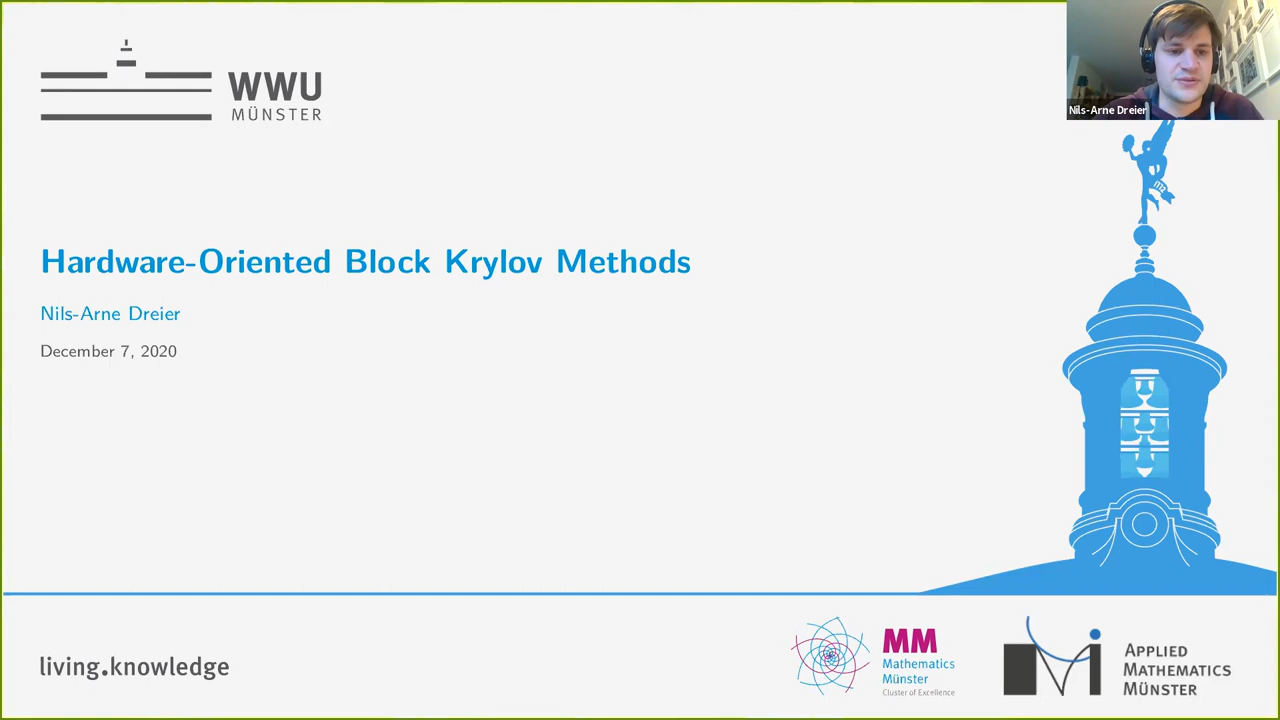 WWU
MÜNSTER
Nils-Arne Dreier
Hardware-Oriented Block Krylov Methods
Nils-Arne Dreier
December 7, 2020
living.knowledge
MM
Mathematics
Münster
Cluster of Excellence
APPLIED
MATHEMATICS
MÜNSTER